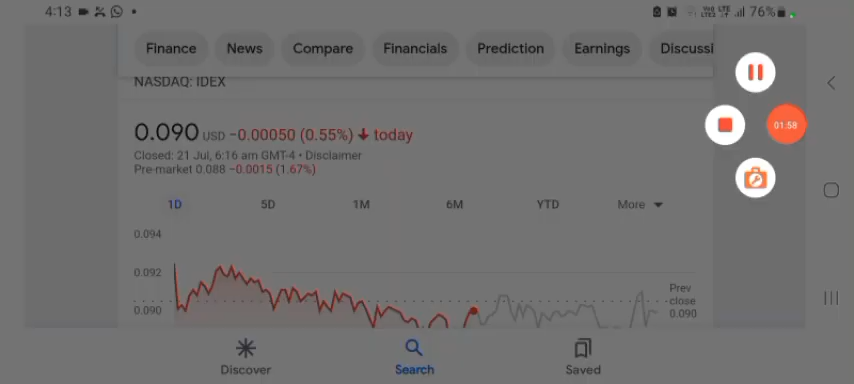 4:13
Vo) LTE
LTE2
76%
Finance News Compare Financials Prediction Earnings Discussi
NASDAQ: IDEX
0.090 USD −0.00050 (0.55%) today
Closed: 21 Jul, 6:16 am GMT-4 • Disclaimer
Pre-market 0.088 −0.0015 (1.67%)
1D 5D 1M 6M YTD More
0.094
0.092
0.090
Prev
close
0.090
01:58
Discover Search Saved